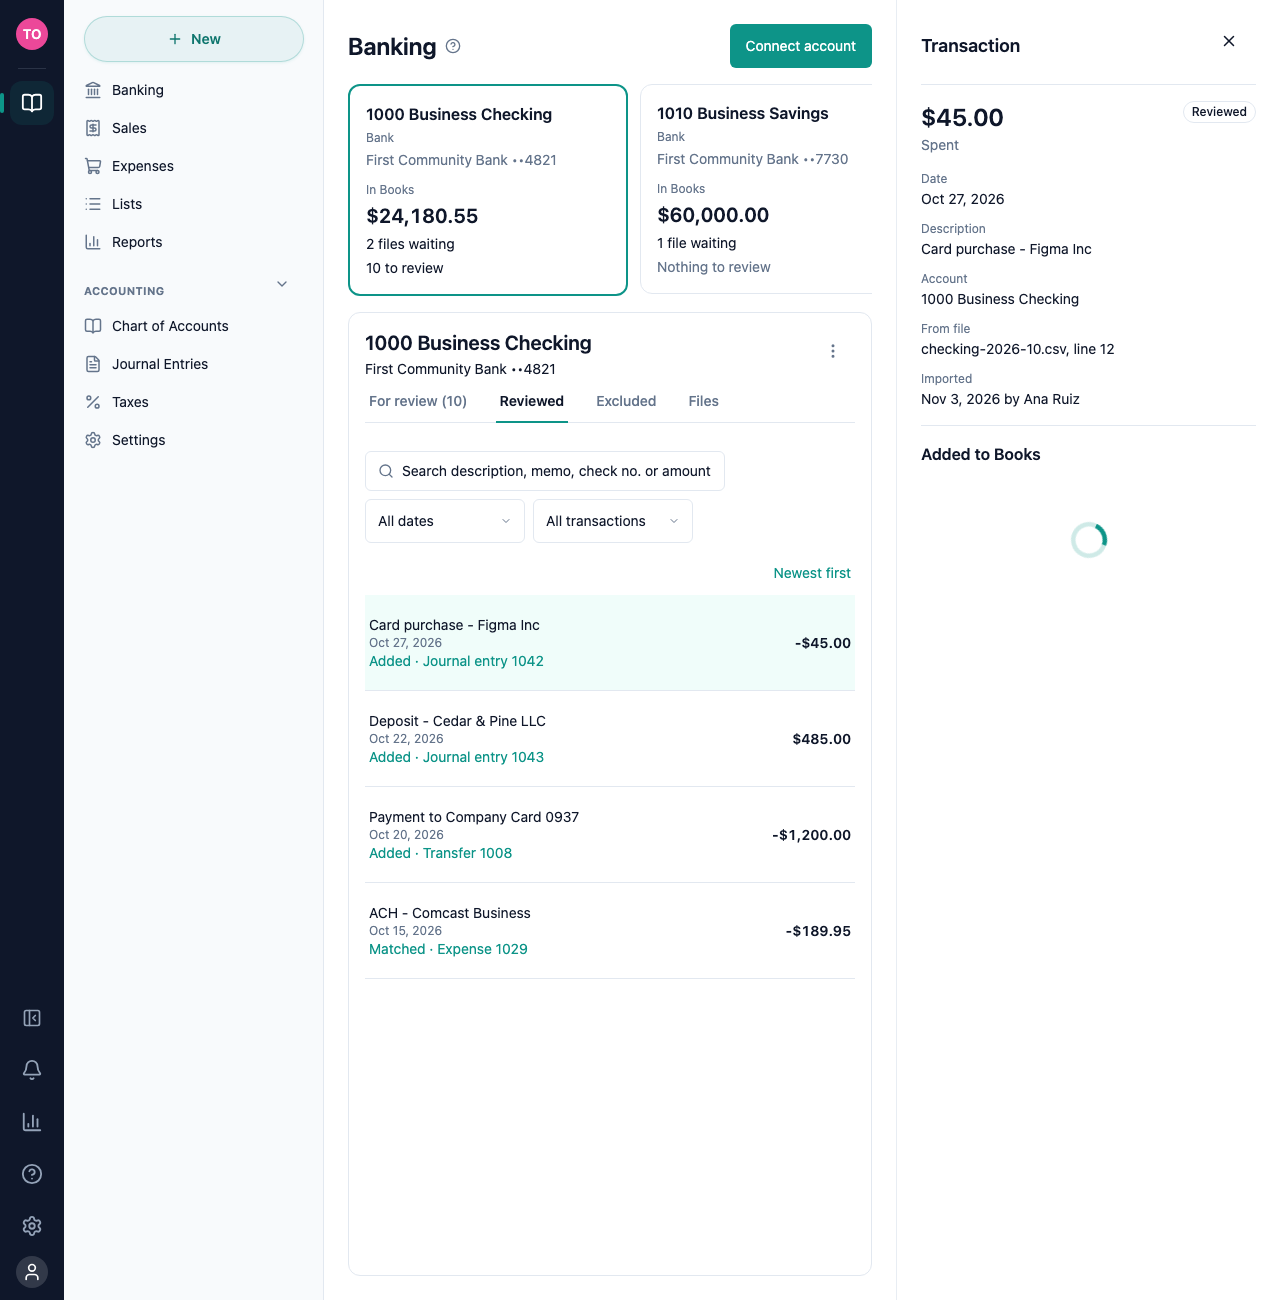 TO
New
Banking
Sales
Expenses
Lists
Reports
ACCOUNTING
Chart of Accounts
Journal Entries
Taxes
Settings
Banking
Connect account
1000 Business Checking
Bank
First Community Bank ••4821
In Books
$24,180.55
2 files waiting
10 to review
1010 Business Savings
Bank
First Community Bank ••7730
In Books
$60,000.00
1 file waiting
Nothing to review
1000 Business Checking
First Community Bank ••4821
For review (10) Reviewed Excluded Files
Search description, memo, check no. or amount
All dates All transactions
Newest first
Card purchase - Figma Inc
Oct 27, 2026
-$45.00
Added · Journal entry 1042
Deposit - Cedar & Pine LLC
Oct 22, 2026
$485.00
Added · Journal entry 1043
Payment to Company Card 0937
Oct 20, 2026
-$1,200.00
Added · Transfer 1008
ACH - Comcast Business
Oct 15, 2026
-$189.95
Matched · Expense 1029
Transaction
$45.00
Reviewed
Spent
Date
Oct 27, 2026
Description
Card purchase - Figma Inc
Account
1000 Business Checking
From file
checking-2026-10.csv, line 12
Imported
Nov 3, 2026 by Ana Ruiz
Added to Books